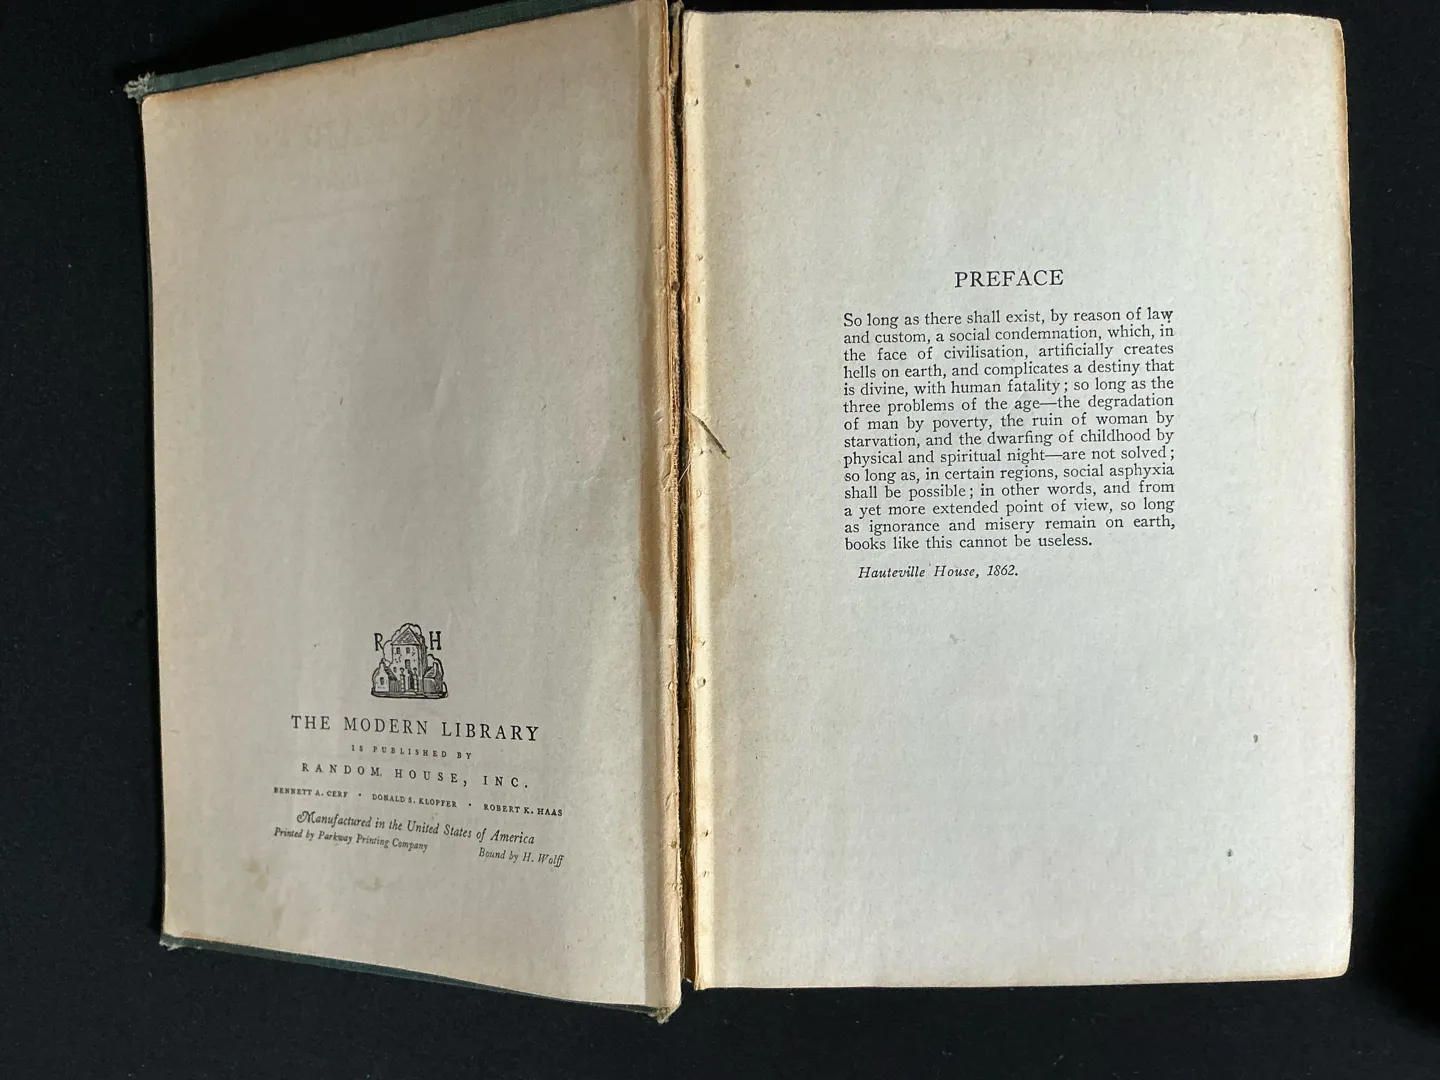 R H
THE MODERN LIBRARY
IS PUBLISHED BY
RANDOM HOUSE, INC.
BENNETT A. CERF · DONALD S. KLOPFER · ROBERT K. HAAS
Manufactured in the United States of America
Printed by Parkway Printing Company Bound by H. Wolff
PREFACE
So long as there shall exist, by reason of law
and custom, a social condemnation, which, in
the face of civilisation, artificially creates
hells on earth, and complicates a destiny that
is divine, with human fatality; so long as the
three problems of the age—the degradation
of man by poverty, the ruin of woman by
starvation, and the dwarfing of childhood by
physical and spiritual night—are not solved;
so long as, in certain regions, social asphyxia
shall be possible; in other words, and from
a yet more extended point of view, so long
as ignorance and misery remain on earth,
books like this cannot be useless.
Hauteville House, 1862.